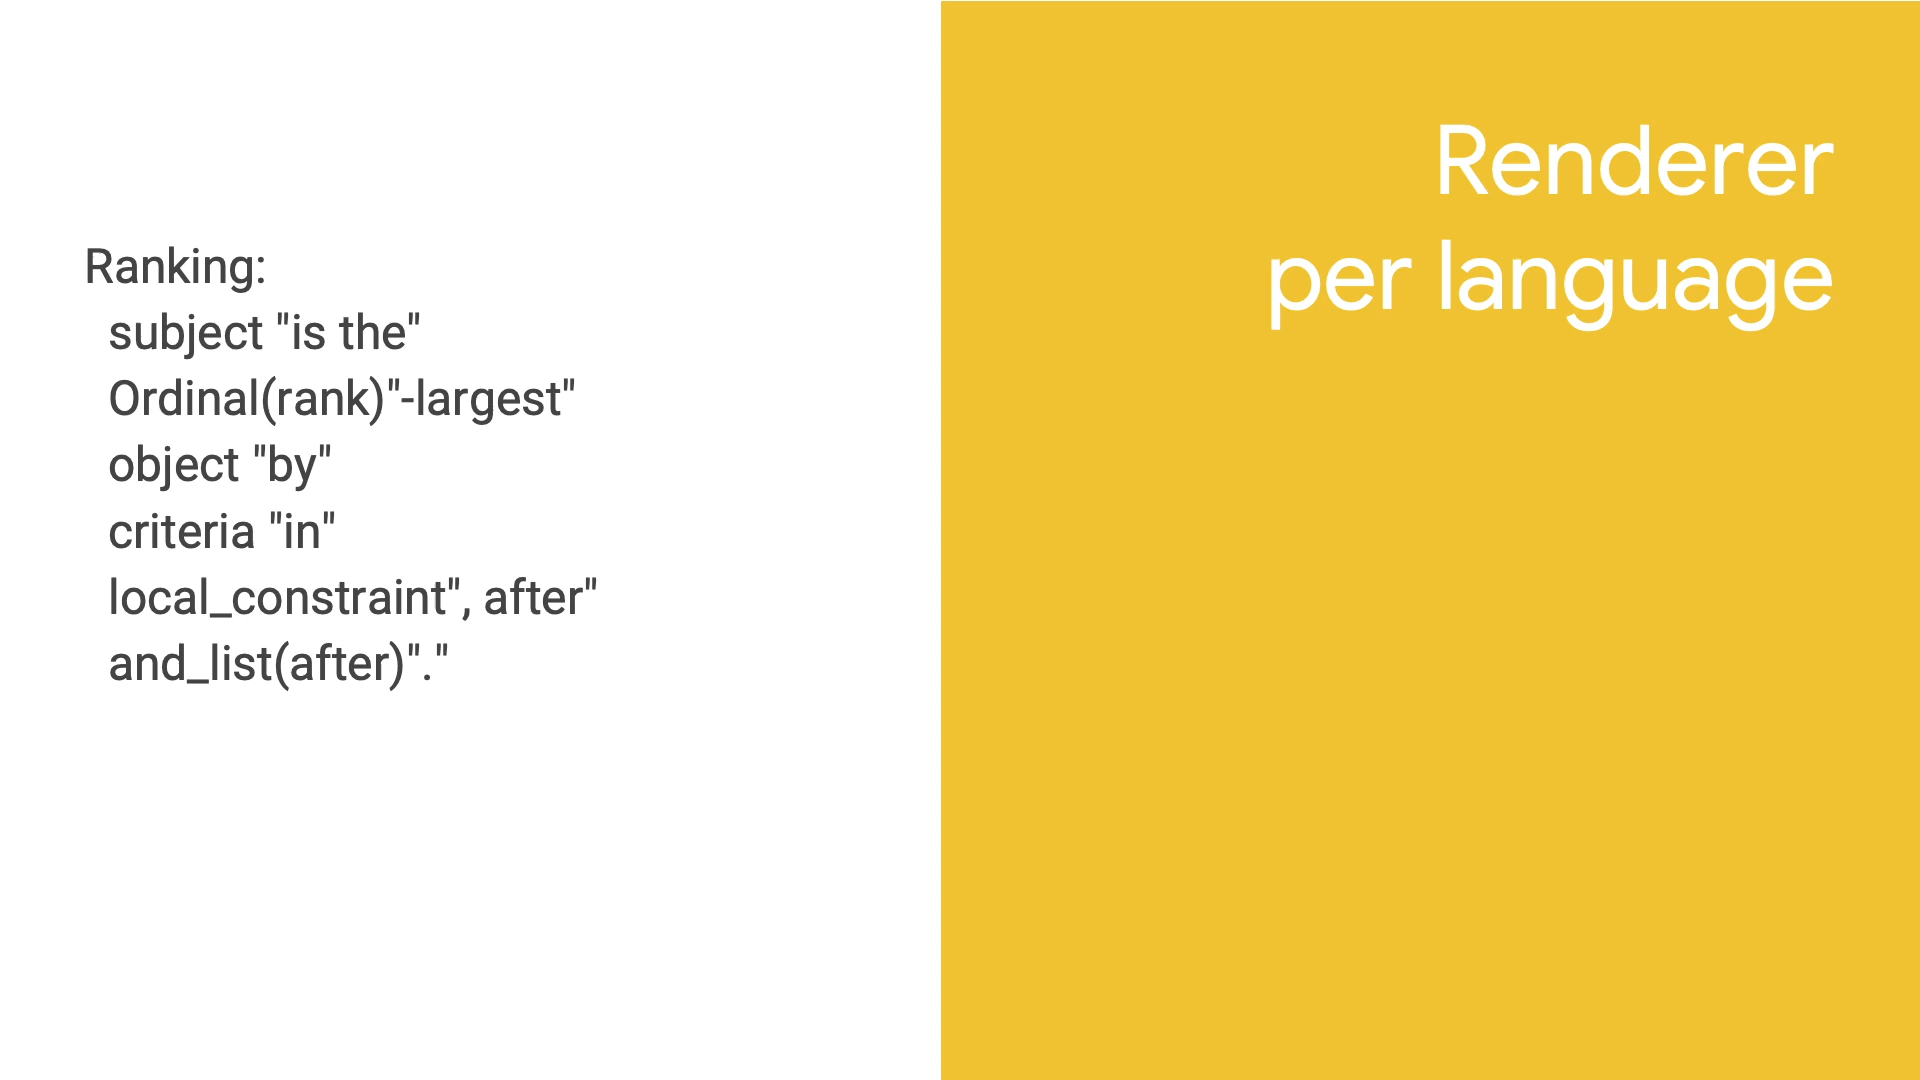 Ranking:
subject "is the"
Ordinal(rank)"-largest"
object "by"
criteria "in"
local_constraint", after"
and_list(after)"."
Renderer
per language